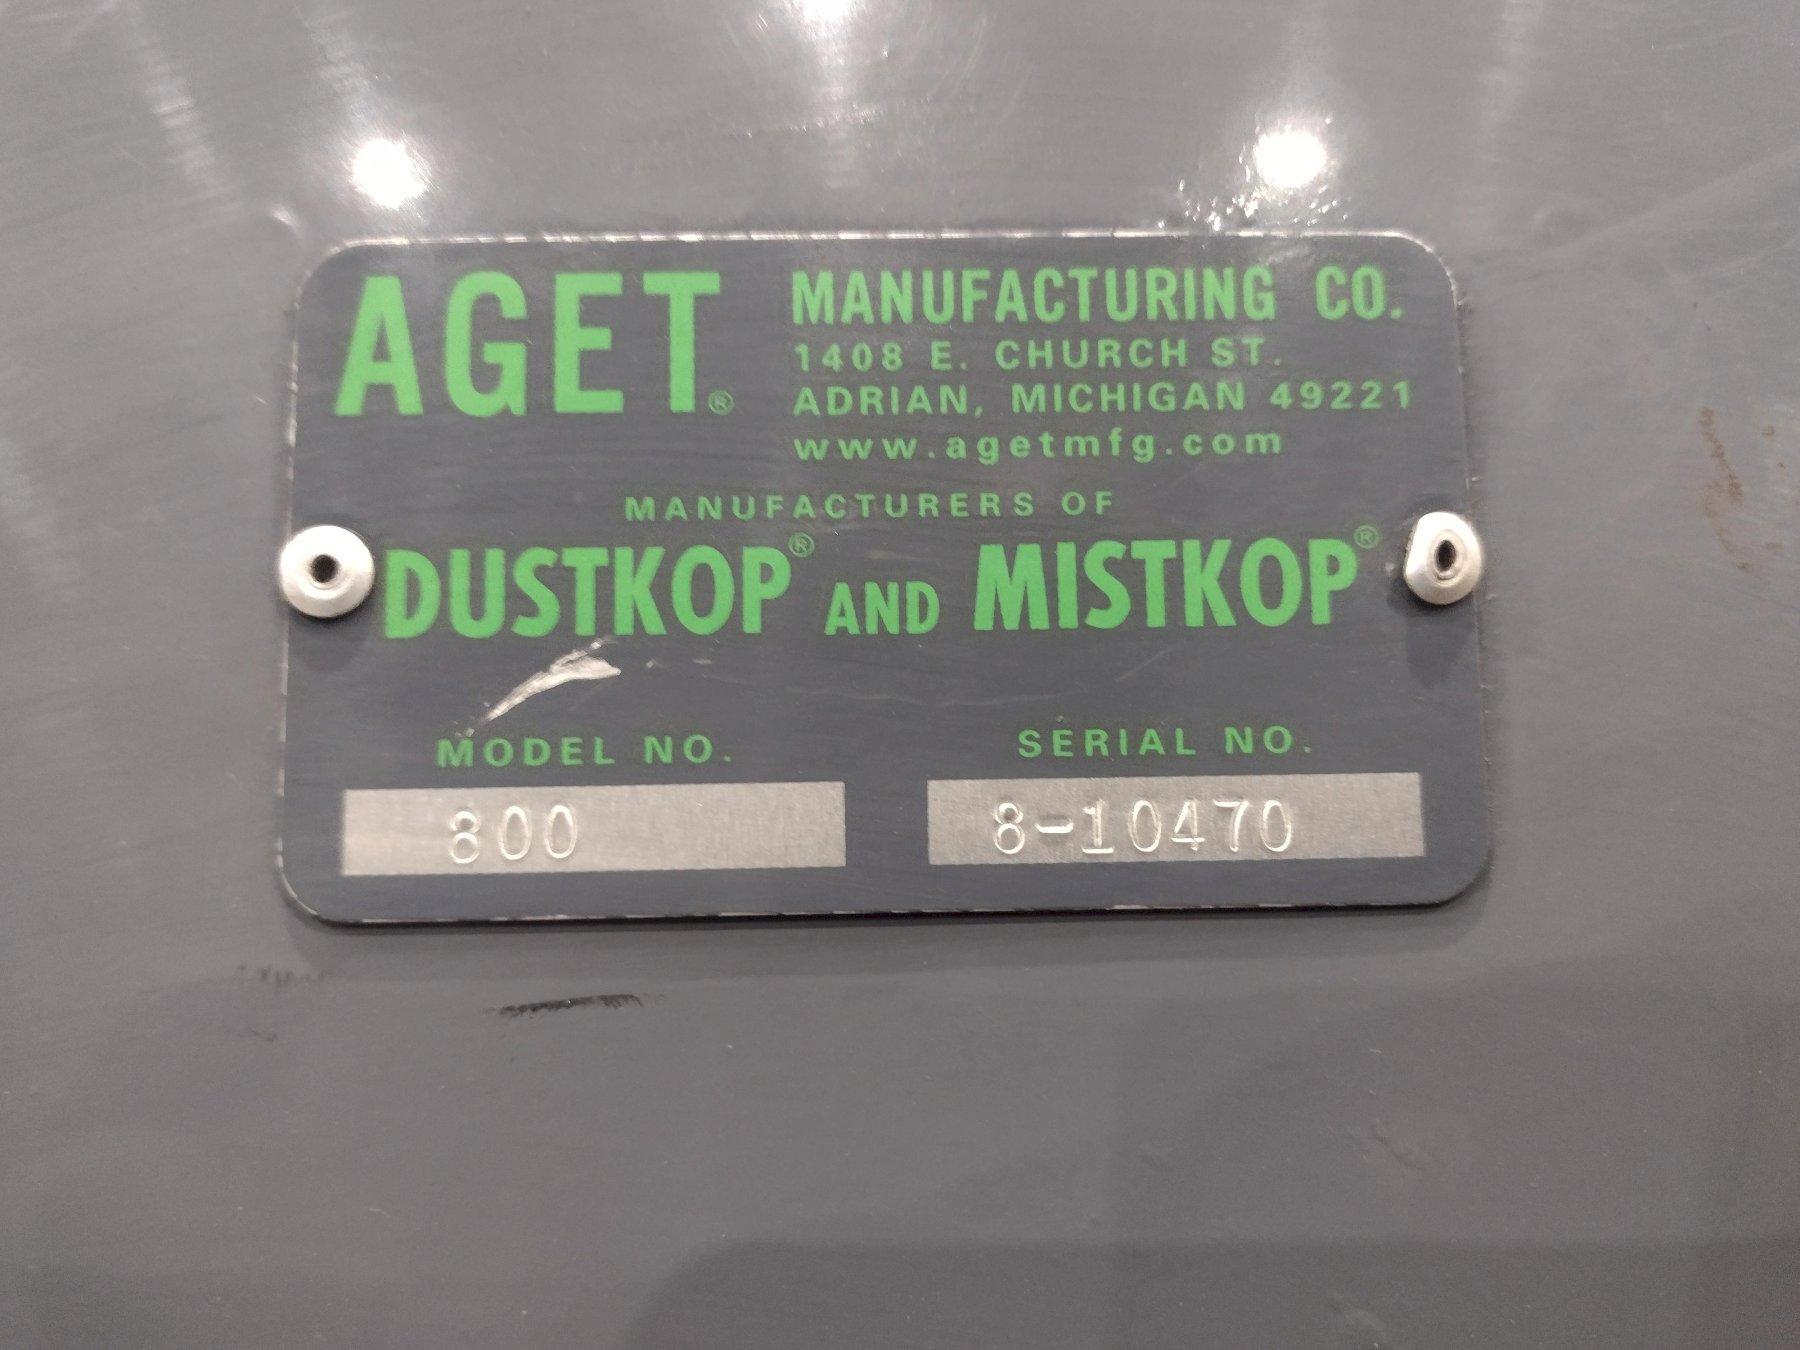 AGET® MANUFACTURING CO.
1408 E. CHURCH ST.
ADRIAN, MICHIGAN 49221
www.agetmfg.com
MANUFACTURERS OF
DUSTKOP® AND MISTKOP®
MODEL NO. SERIAL NO.
800 8-10470